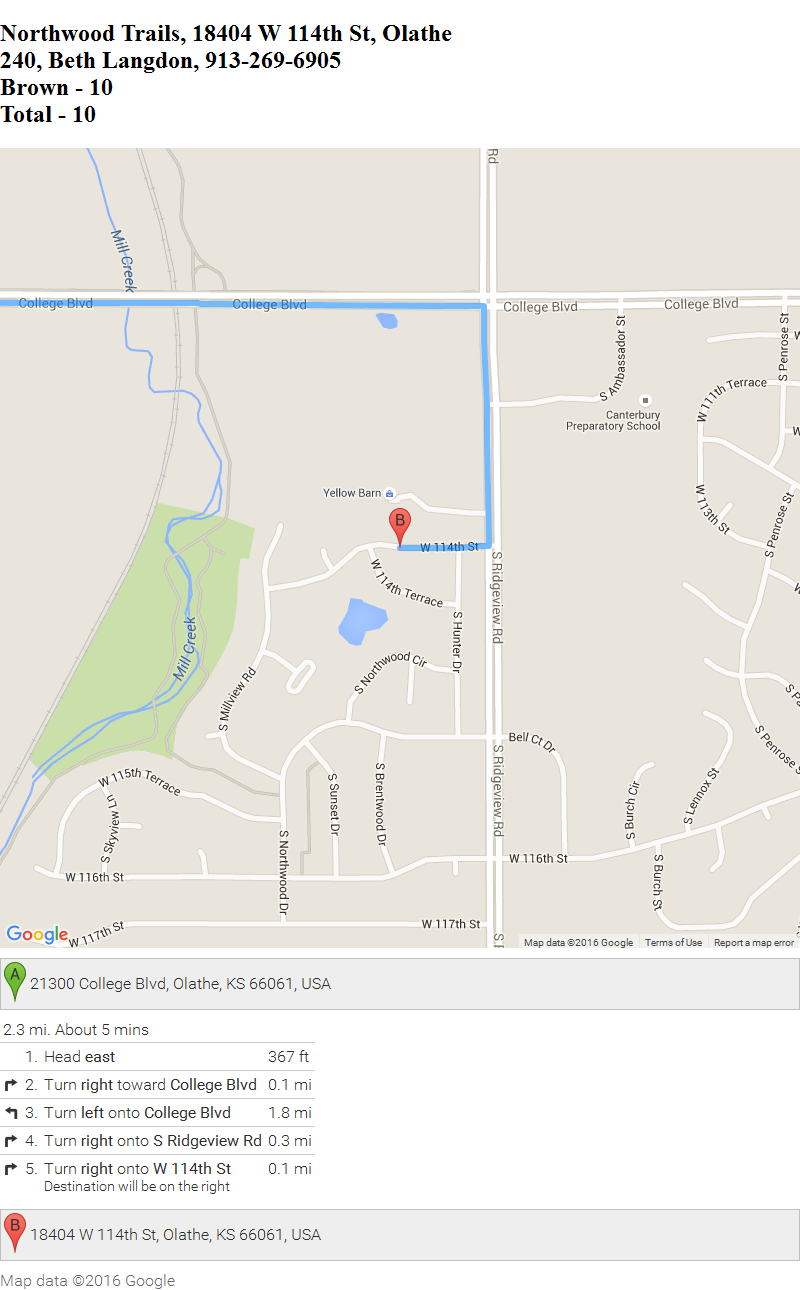 Northwood Trails, 18404 W 114th St, Olathe
240, Beth Langdon, 913-269-6905
Brown - 10
Total - 10
Rd
Mill Creek
College Blvd
College Blvd
College Blvd
College Blvd
S Ambassador St
S Penrose St
W 111th Terrace
Canterbury
Preparatory School
W
W
Yellow Barn
W 113th St
S Penrose St
B
W 114th St
S Ridgeview Rd
W 114th Terrace
W
S Hunter Dr
Mill Creek
S Northwood Cir
S Millview Rd
S P
Bell Ct Dr
S Ridgeview Rd
S Penrose S
W 115th Terrace
S Skyview Ln
S Sunset Dr
S Brentwood Dr
S Burch Cir
S Lennox St
S Northwood Dr
W 116th St
W 116th St
S Burch St
W 117th St
W 117th St
Google
Map data ©2016 Google
Terms of Use
Report a map error
A
21300 College Blvd, Olathe, KS 66061, USA
2.3 mi. About 5 mins
1. Head east 367 ft
2. Turn right toward College Blvd 0.1 mi
3. Turn left onto College Blvd 1.8 mi
4. Turn right onto S Ridgeview Rd 0.3 mi
5. Turn right onto W 114th St 0.1 mi
Destination will be on the right
B
18404 W 114th St, Olathe, KS 66061, USA
Map data ©2016 Google